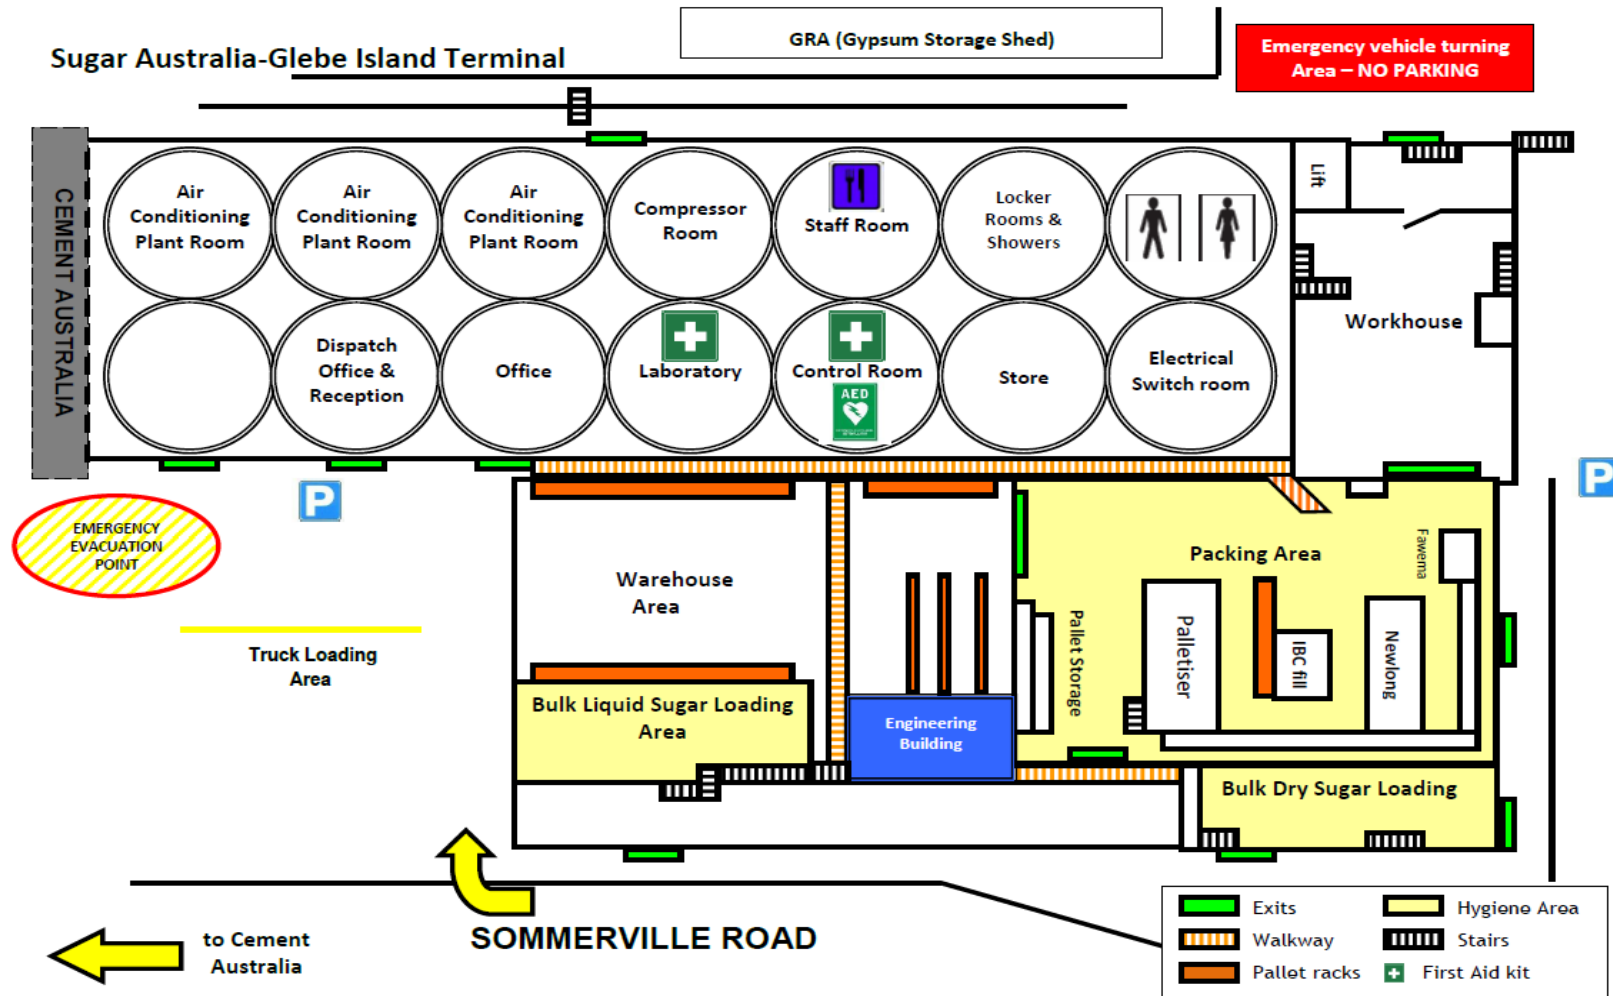 GRA (Gypsum Storage Shed)
Emergency vehicle turning
Area – NO PARKING
Sugar Australia-Glebe Island Terminal
CEMENT AUSTRALIA
Air
Conditioning
Plant Room
Air
Conditioning
Plant Room
Air
Conditioning
Plant Room
Compressor
Room
Staff Room
Locker
Rooms &
Showers
Lift
Workhouse
Dispatch
Office &
Reception
Office
Laboratory
Control Room
AED
Store
Electrical
Switch room
P
P
EMERGENCY
EVACUATION
POINT
Truck Loading
Area
Warehouse
Area
Bulk Liquid Sugar Loading
Area
Engineering
Building
Packing Area
Fawema
Pallet Storage
Palletiser
IBC fill
Newlong
Bulk Dry Sugar Loading
SOMMERVILLE ROAD
to Cement
Australia
Exits
Hygiene Area
Walkway
Stairs
Pallet racks
First Aid kit